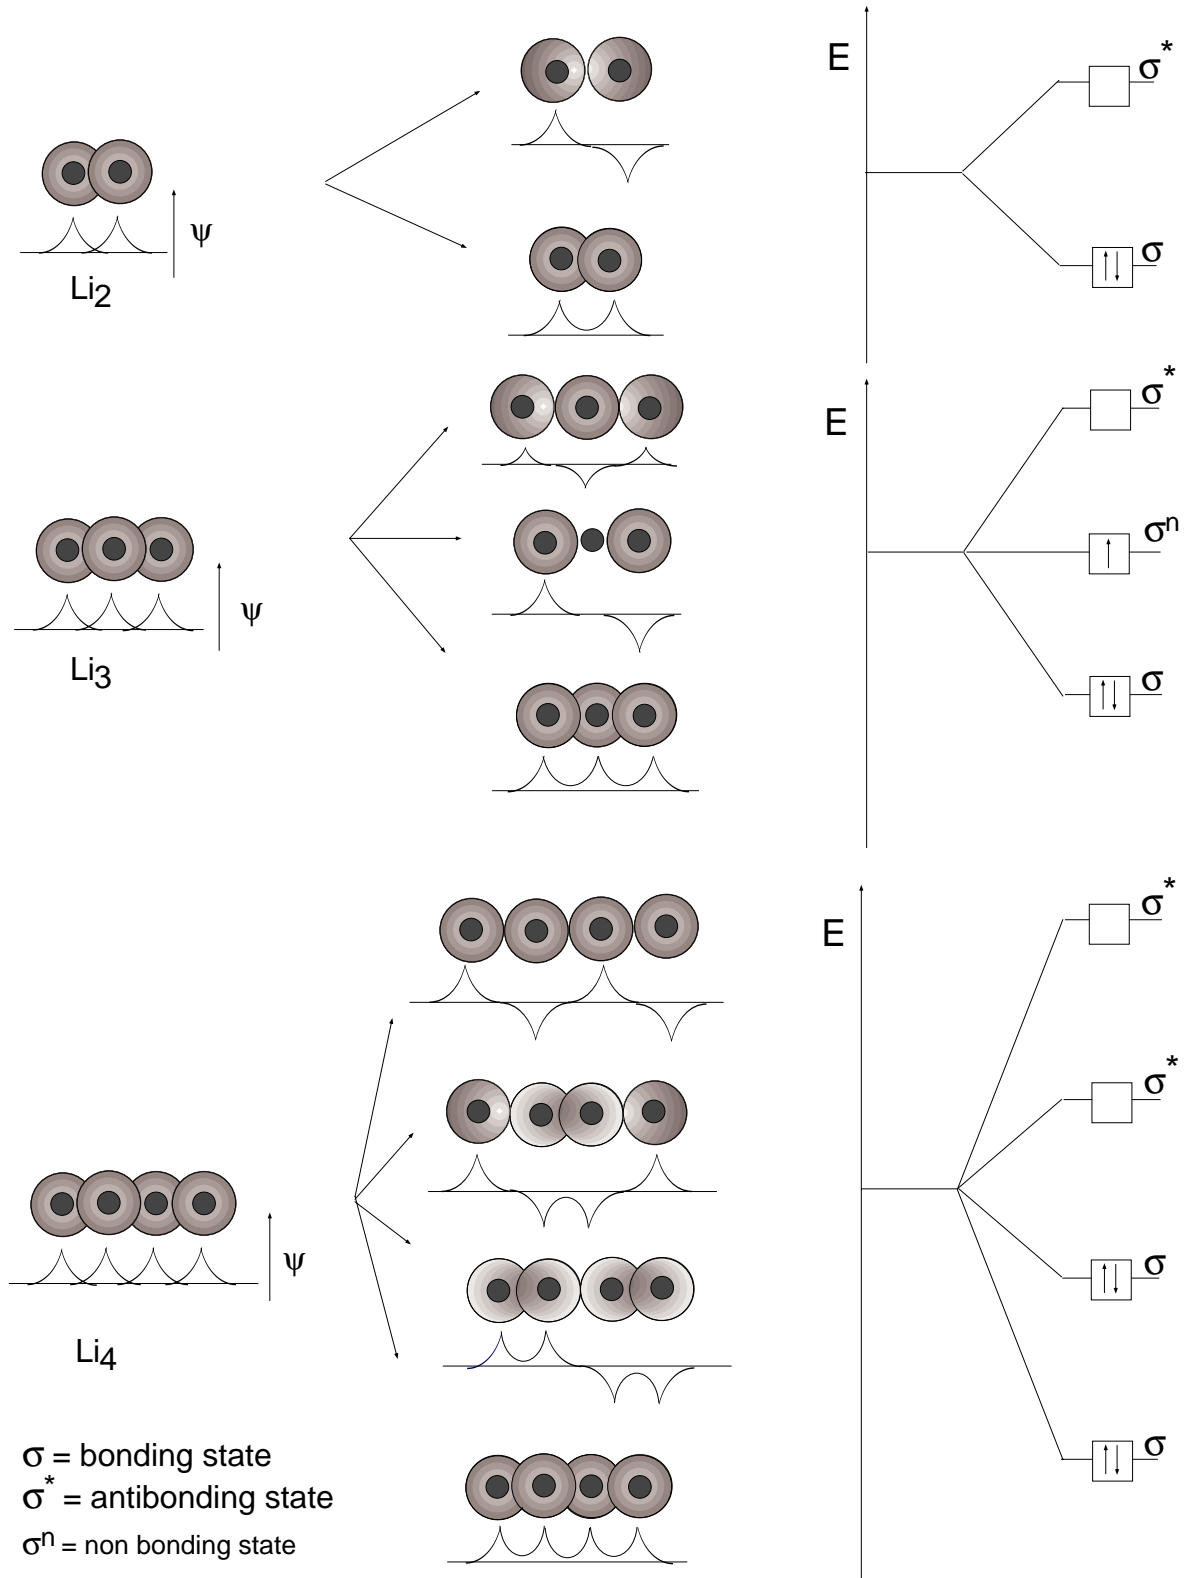 E
σ*
ψ
σ
Li2
σ*
E
σn
ψ
Li3
σ
σ*
E
σ*
ψ
σ
Li4
σ = bonding state
σ
σ* = antibonding state
σn = non bonding state